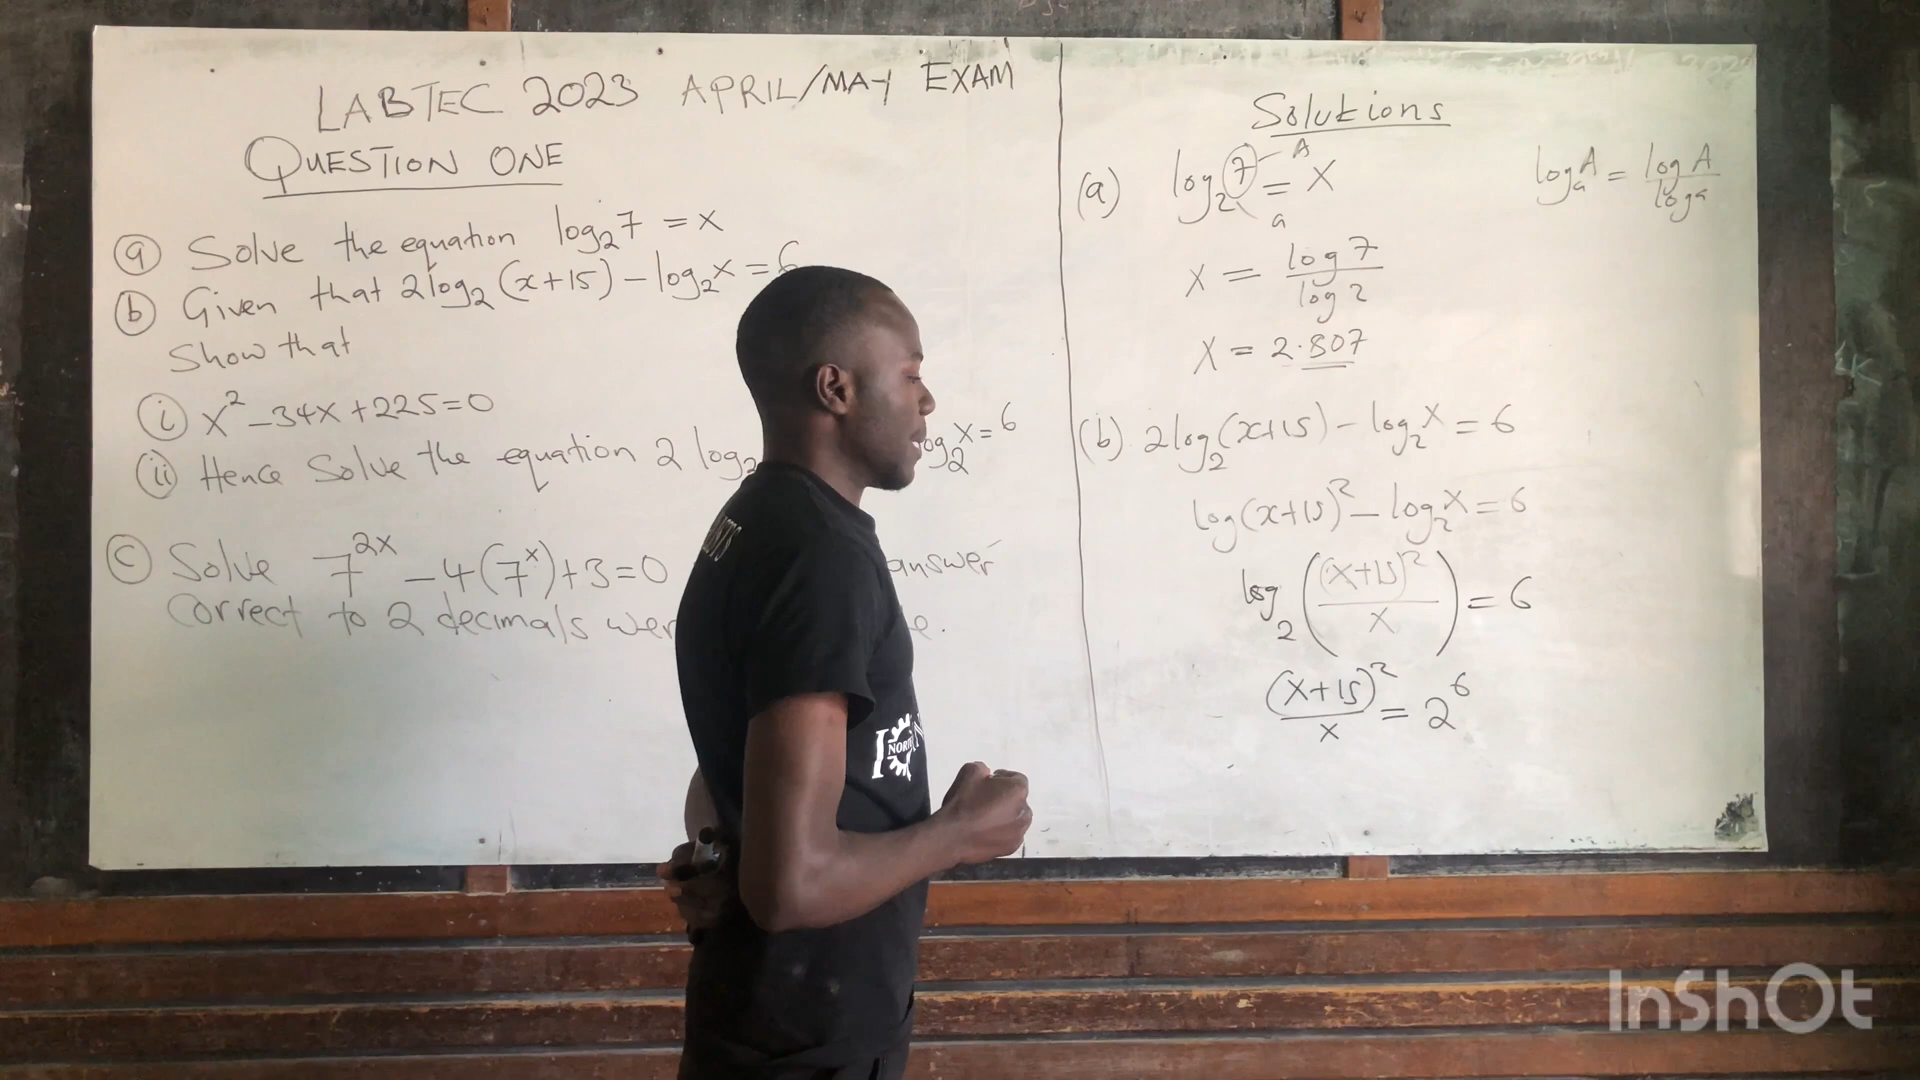 LABTEC 2023 APRIL/MAY EXAM
QUESTION ONE
(a) Solve the equation log₂7 = x
(b) Given that 2log₂(x+15) - log₂x = 6
Show that
(i) x² - 34x + 225 = 0
(ii) Hence Solve the equation 2 log₂ log₂x = 6
(c) Solve 7^2x - 4(7^x) + 3 = 0 answer
correct to 2 decimals
Solutions
(a) log₂7 = X
A
a
logₐA = log A / log a
X = log 7 / log 2
X = 2.807
(b) 2log₂(x+15) - log₂x = 6
log(x+15)² - log₂x = 6
log₂((x+15)²/x) = 6
(x+15)²/x = 2⁶
NOR
InShOt